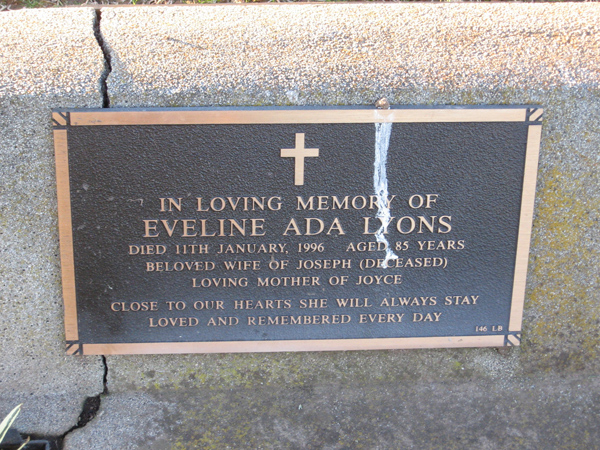 IN LOVING MEMORY OF
EVELINE ADA LYONS
DIED 11TH JANUARY, 1996 AGED 85 YEARS
BELOVED WIFE OF JOSEPH (DECEASED)
LOVING MOTHER OF JOYCE
CLOSE TO OUR HEARTS SHE WILL ALWAYS STAY
LOVED AND REMEMBERED EVERY DAY
146 LB